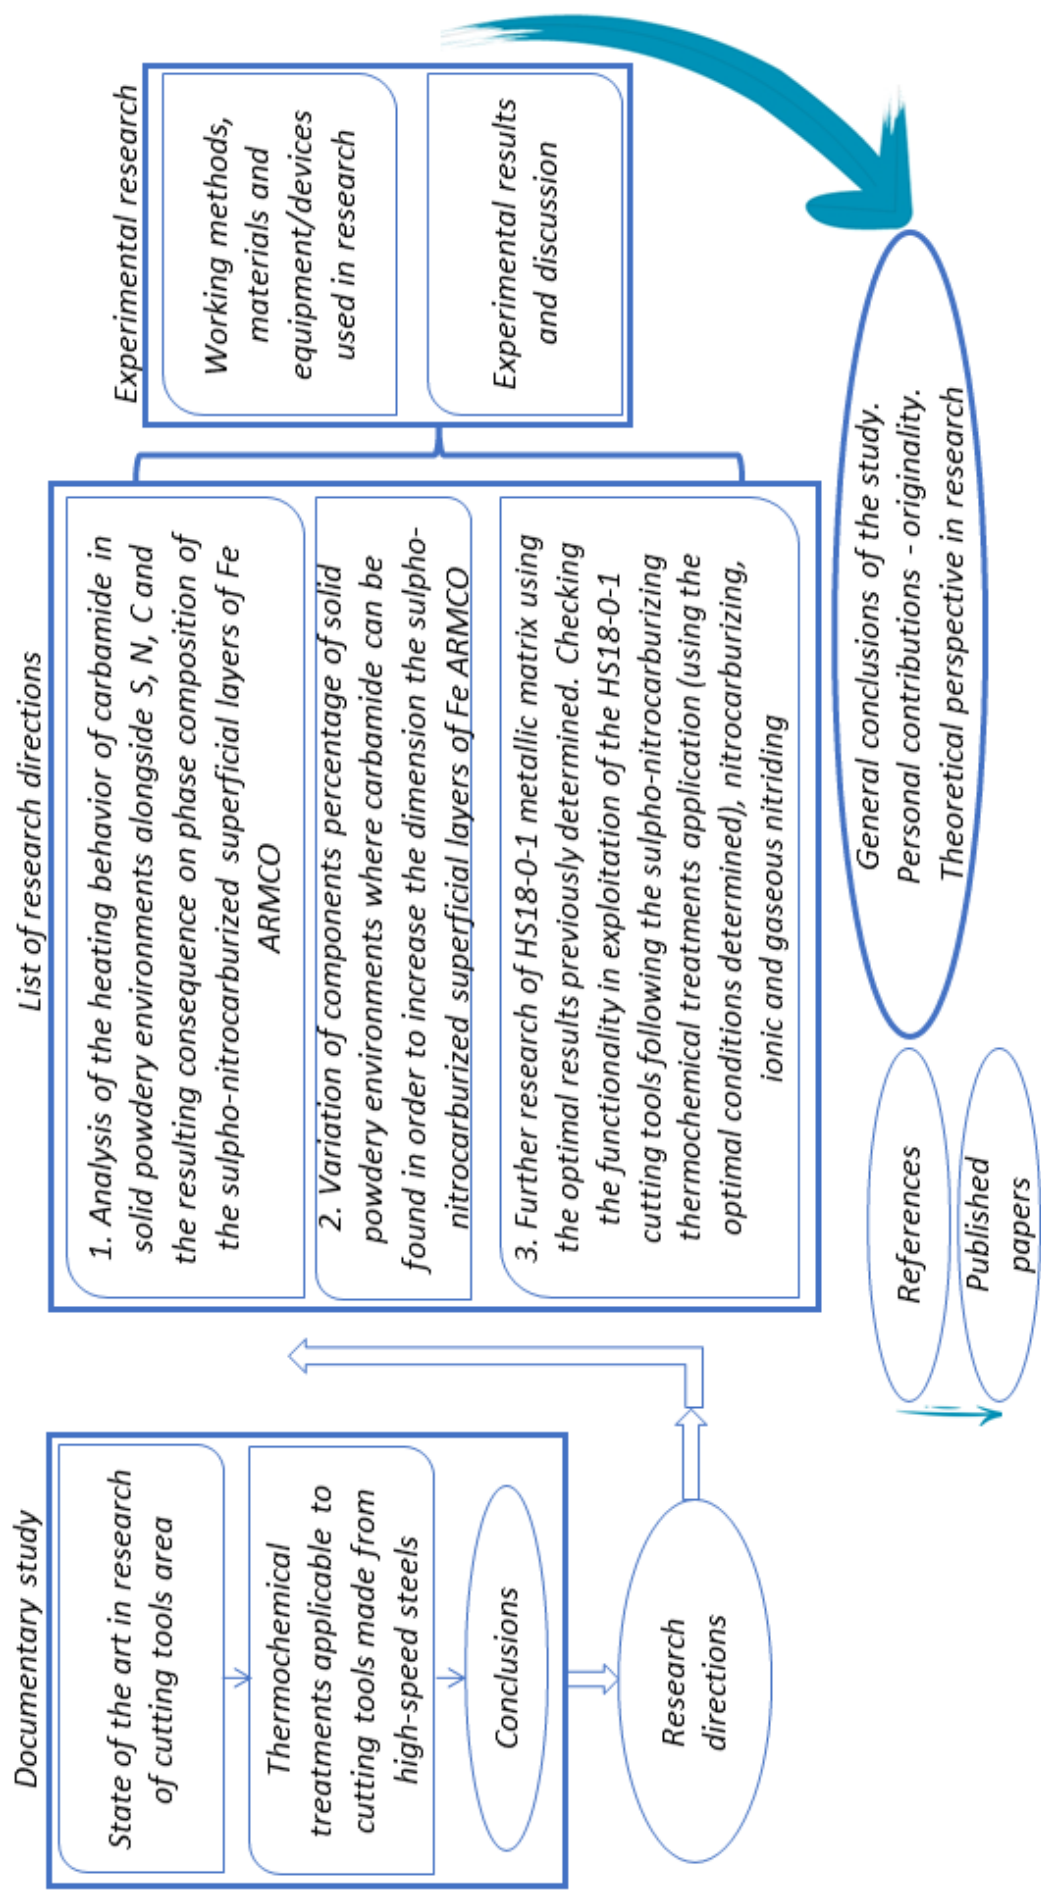 Documentary study
State of the art in research
of cutting tools area
Thermochemical
treatments applicable to
cutting tools made from
high-speed steels
Conclusions
Research
directions
List of research directions
1. Analysis of the heating behavior of carbamide in
solid powdery environments alongside S, N, C and
the resulting consequence on phase composition of
the sulpho-nitrocarburized superficial layers of Fe
ARMCO
2. Variation of components percentage of solid
powdery environments where carbamide can be
found in order to increase the dimension the sulpho-
nitrocarburized superficial layers of Fe ARMCO
3. Further research of HS18-0-1 metallic matrix using
the optimal results previously determined. Checking
the functionality in exploitation of the HS18-0-1
cutting tools following the sulpho-nitrocarburizing
thermochemical treatments application (using the
optimal conditions determined), nitrocarburizing,
ionic and gaseous nitriding
Experimental research
Working methods,
materials and
equipment/devices
used in research
Experimental results
and discussion
General conclusions of the study.
Personal contributions - originality.
Theoretical perspective in research
References
Published
papers